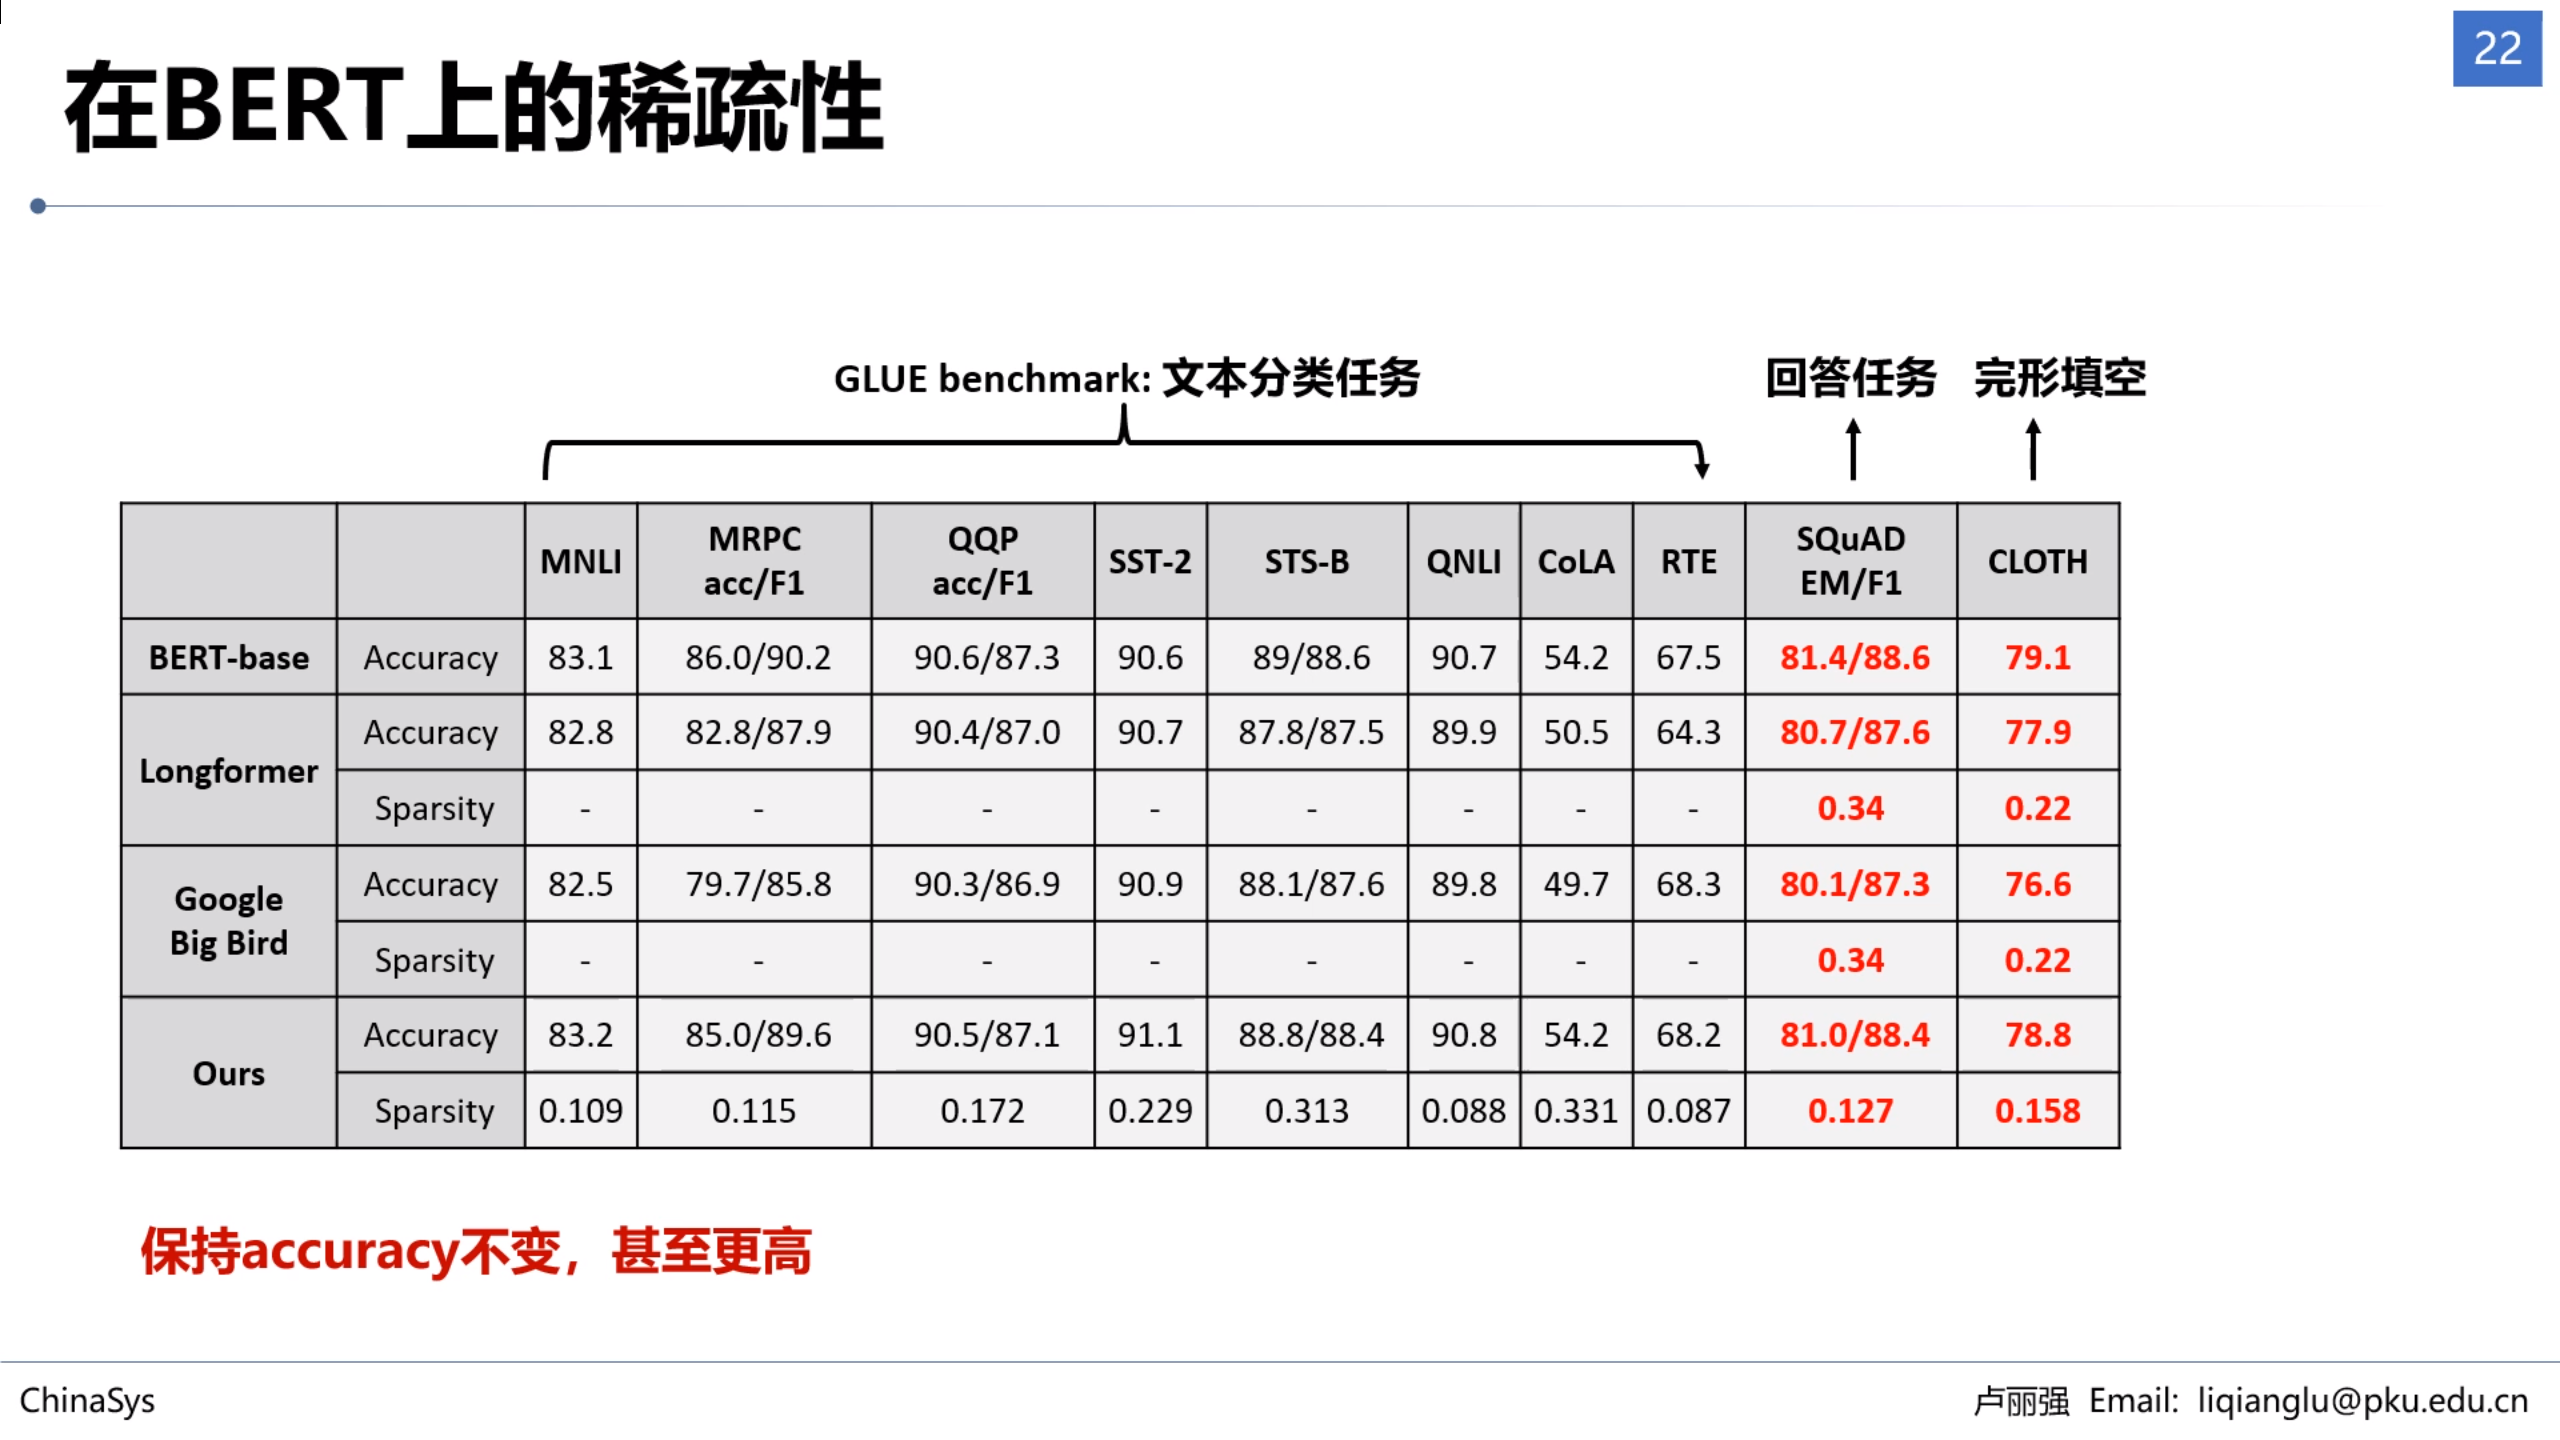 22
在BERT上的稀疏性
GLUE benchmark: 文本分类任务 回答任务 完形填空
MNLI MRPC acc/F1 QQP acc/F1 SST-2 STS-B QNLI CoLA RTE SQuAD EM/F1 CLOTH
BERT-base Accuracy 83.1 86.0/90.2 90.6/87.3 90.6 89/88.6 90.7 54.2 67.5 81.4/88.6 79.1
Longformer Accuracy 82.8 82.8/87.9 90.4/87.0 90.7 87.8/87.5 89.9 50.5 64.3 80.7/87.6 77.9
Sparsity - - - - - - - - 0.34 0.22
Google Big Bird Accuracy 82.5 79.7/85.8 90.3/86.9 90.9 88.1/87.6 89.8 49.7 68.3 80.1/87.3 76.6
Sparsity - - - - - - - - 0.34 0.22
Ours Accuracy 83.2 85.0/89.6 90.5/87.1 91.1 88.8/88.4 90.8 54.2 68.2 81.0/88.4 78.8
Sparsity 0.109 0.115 0.172 0.229 0.313 0.088 0.331 0.087 0.127 0.158
保持accuracy不变，甚至更高
ChinaSys
卢丽强 Email: liqianglu@pku.edu.cn